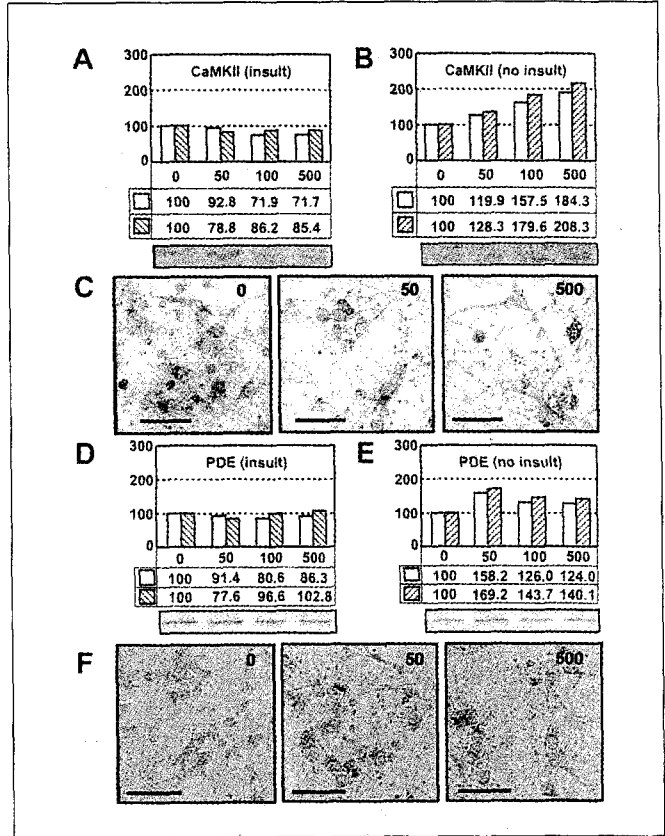 A
B
300
CaMKII (insult)
200
100
0
0 50 100 500
100 92.8 71.9 71.7
100 78.8 86.2 85.4
300
CaMKII (no insult)
200
100
0
0 50 100 500
100 119.9 157.5 184.3
100 128.3 179.6 208.3
C
0
50
500
D
E
300
PDE (insult)
200
100
0
0 50 100 500
100 91.4 80.6 86.3
100 77.6 96.6 102.8
300
PDE (no insult)
200
100
0
0 50 100 500
100 158.2 126.0 124.0
100 169.2 143.7 140.1
F
0
50
500